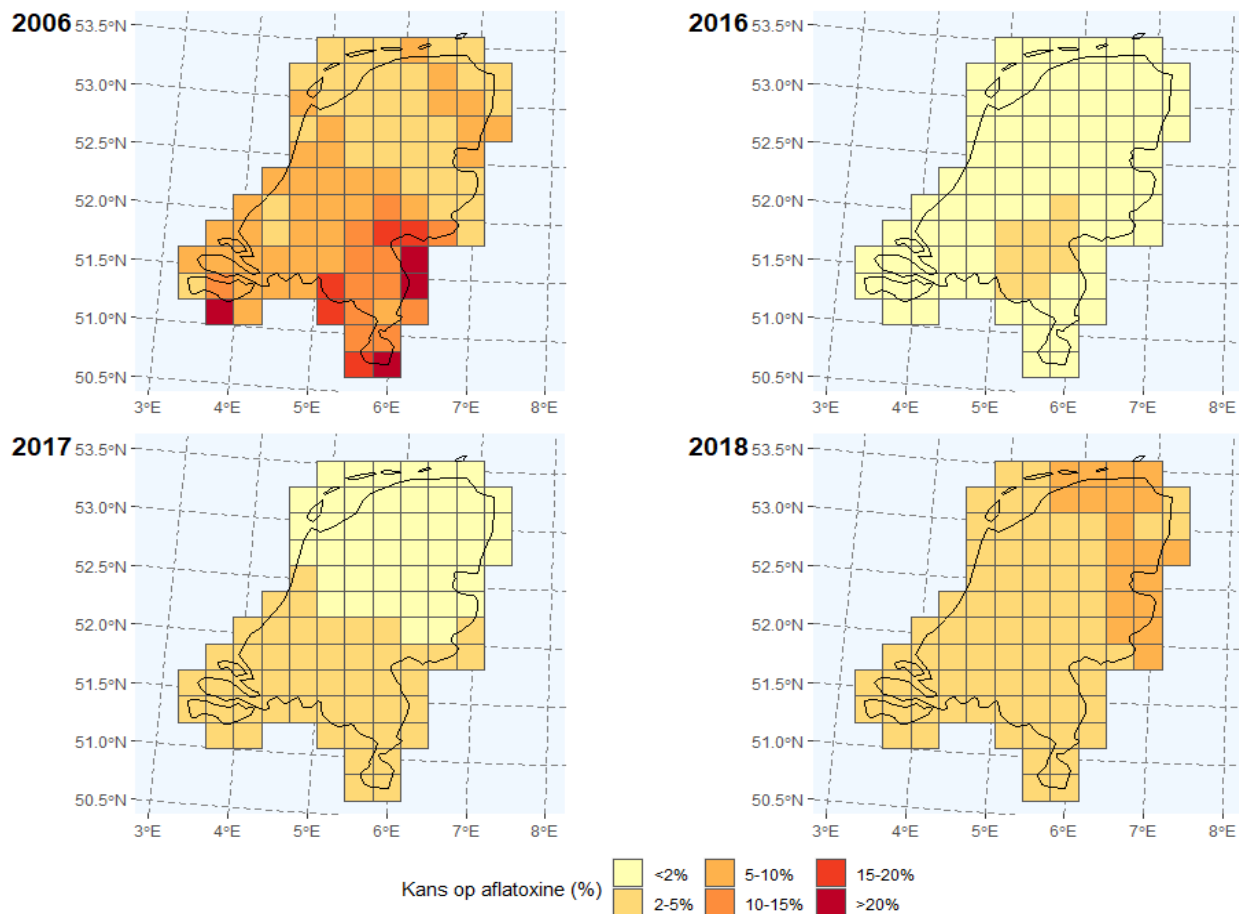 2006
53.5°N
53.0°N
52.5°N
52.0°N
51.5°N
51.0°N
50.5°N
3°E 4°E 5°E 6°E 7°E 8°E
2016
53.5°N
53.0°N
52.5°N
52.0°N
51.5°N
51.0°N
50.5°N
3°E 4°E 5°E 6°E 7°E 8°E
2017
53.5°N
53.0°N
52.5°N
52.0°N
51.5°N
51.0°N
50.5°N
3°E 4°E 5°E 6°E 7°E 8°E
2018
53.5°N
53.0°N
52.5°N
52.0°N
51.5°N
51.0°N
50.5°N
3°E 4°E 5°E 6°E 7°E 8°E
Kans op aflatoxine (%)
<2% 5-10% 15-20%
2-5% 10-15% >20%